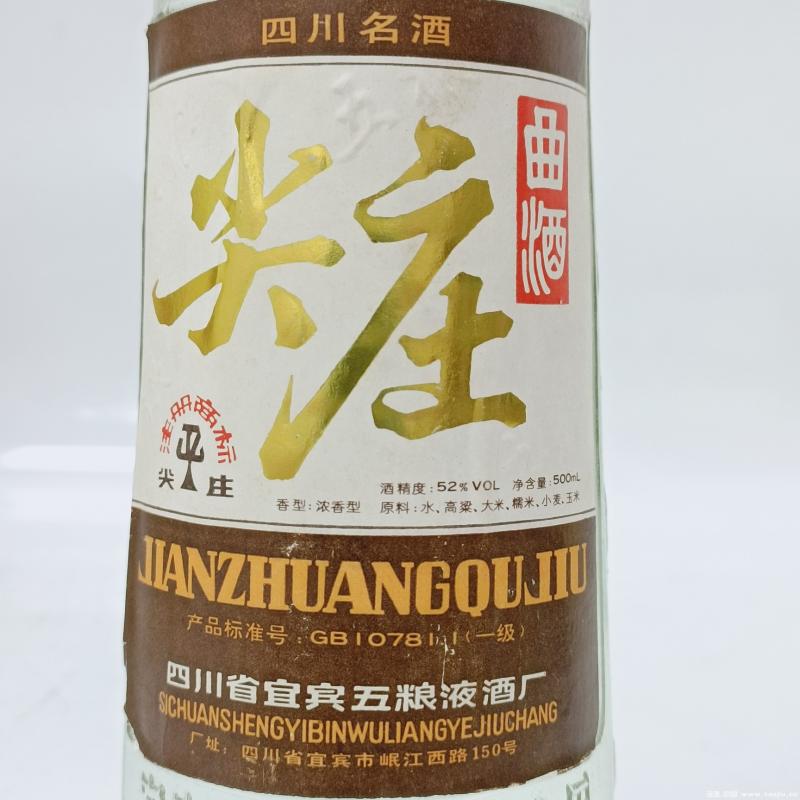 四川名酒
尖庄
曲酒
注册商标
尖庄
酒精度：52%VOL 净含量：500mL
香型：浓香型 原料：水、高粱、大米、糯米、小麦、玉米
JIANZHUANGQUJIU
产品标准号：GB10781.1（一级）
四川省宜宾五粮液酒厂
SICHUANSHENGYIBINWULIANGYEJIUCHANG
厂址：四川省宜宾市岷江西路150号